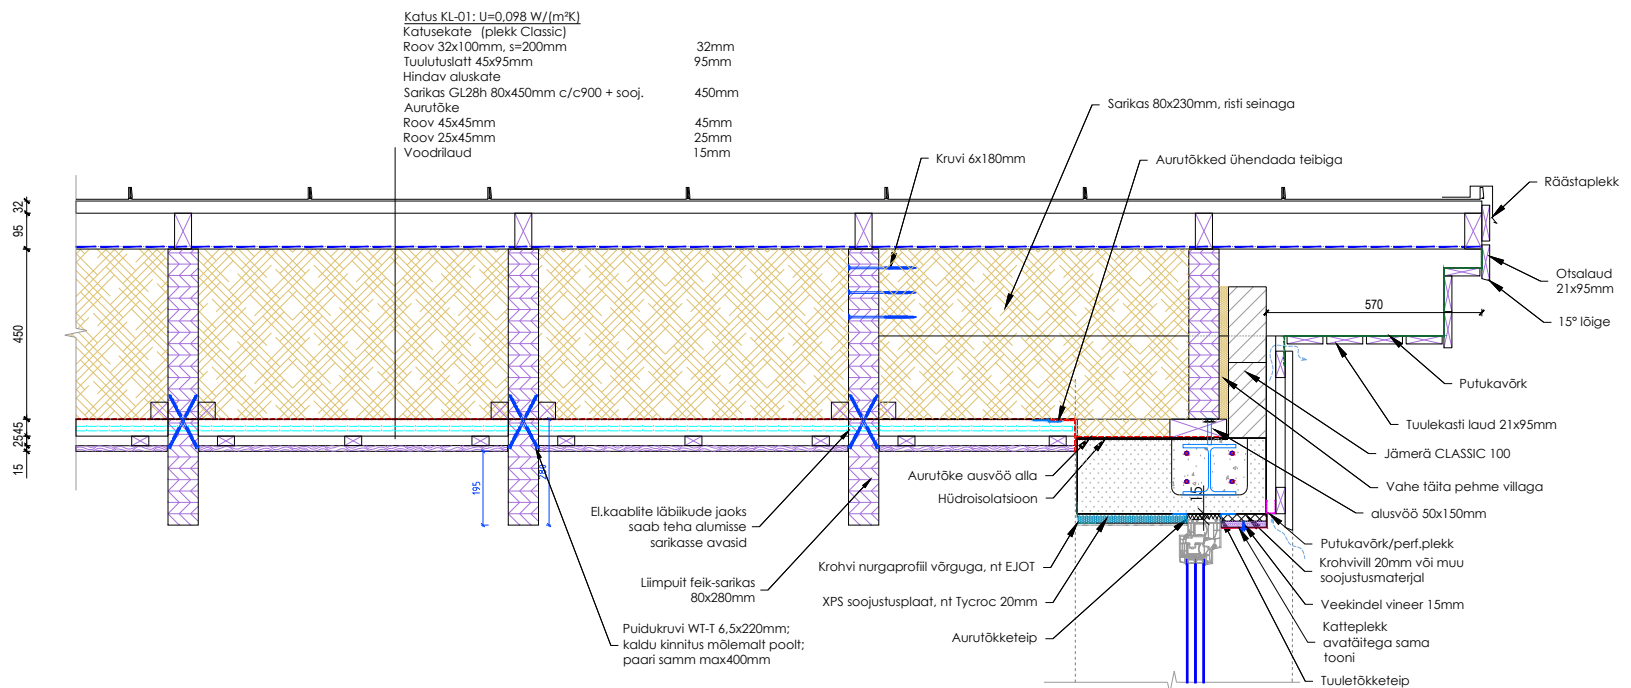 Katus KL-01: U=0,098 W/(m²K)
Katusekate (plekk Classic)
Roov 32x100mm, s=200mm 32mm
Tuulutuslatt 45x95mm 95mm
Hindav aluskate
Sarikas GL28h 80x450mm c/c900 + sooj. 450mm
Aurutõke
Roov 45x45mm 45mm
Roov 25x45mm 25mm
Voodrilaud 15mm
Sarikas 80x230mm, risti seinaga
Kruvi 6x180mm
Aurutõkked ühendada teibiga
Räästaplekk
Otsalaud
21x95mm
15° lõige
570
Putukavõrk
Tuulekasti laud 21x95mm
Jämerä CLASSIC 100
Vahe täita pehme villaga
alusvöö 50x150mm
Putukavõrk/perf.plekk
Krohvivill 20mm või muu
soojustusmaterjal
Veekindel vineer 15mm
Katteplekk
avatäitega sama
tooni
Tuuletõkketeip
Aurutõke ausvöö alla
Hüdroisolatsioon
El.kaablite läbiikude jaoks
saab teha alumisse
sarikasse avasid
Krohvi nurgaprofiil võrguga, nt EJOT
Liimpuit feik-sarikas
80x280mm
XPS soojustusplaat, nt Tycroc 20mm
Aurutõkketeip
Puidukruvi WT-T 6,5x220mm;
kaldu kinnitus mõlemalt poolt;
paari samm max400mm
32
95
450
2545
15
195
280
15